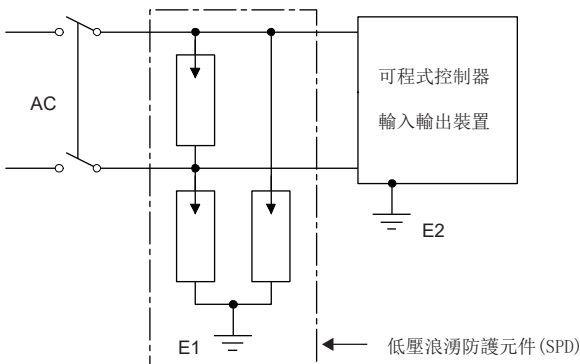 AC
可程式控制器
輸入輸出裝置
E2
E1
低壓浪湧防護元件(SPD)